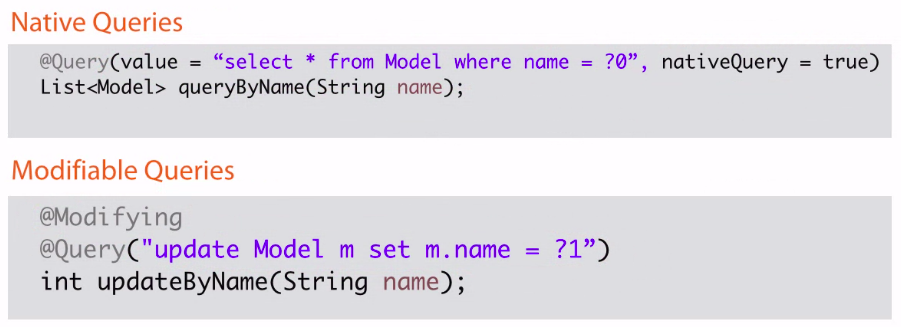 Native Queries
@Query(value = “select * from Model where name = ?0”, nativeQuery = true)
List<Model> queryByName(String name);
Modifiable Queries
@Modifying
@Query("update Model m set m.name = ?1”)
int updateByName(String name);